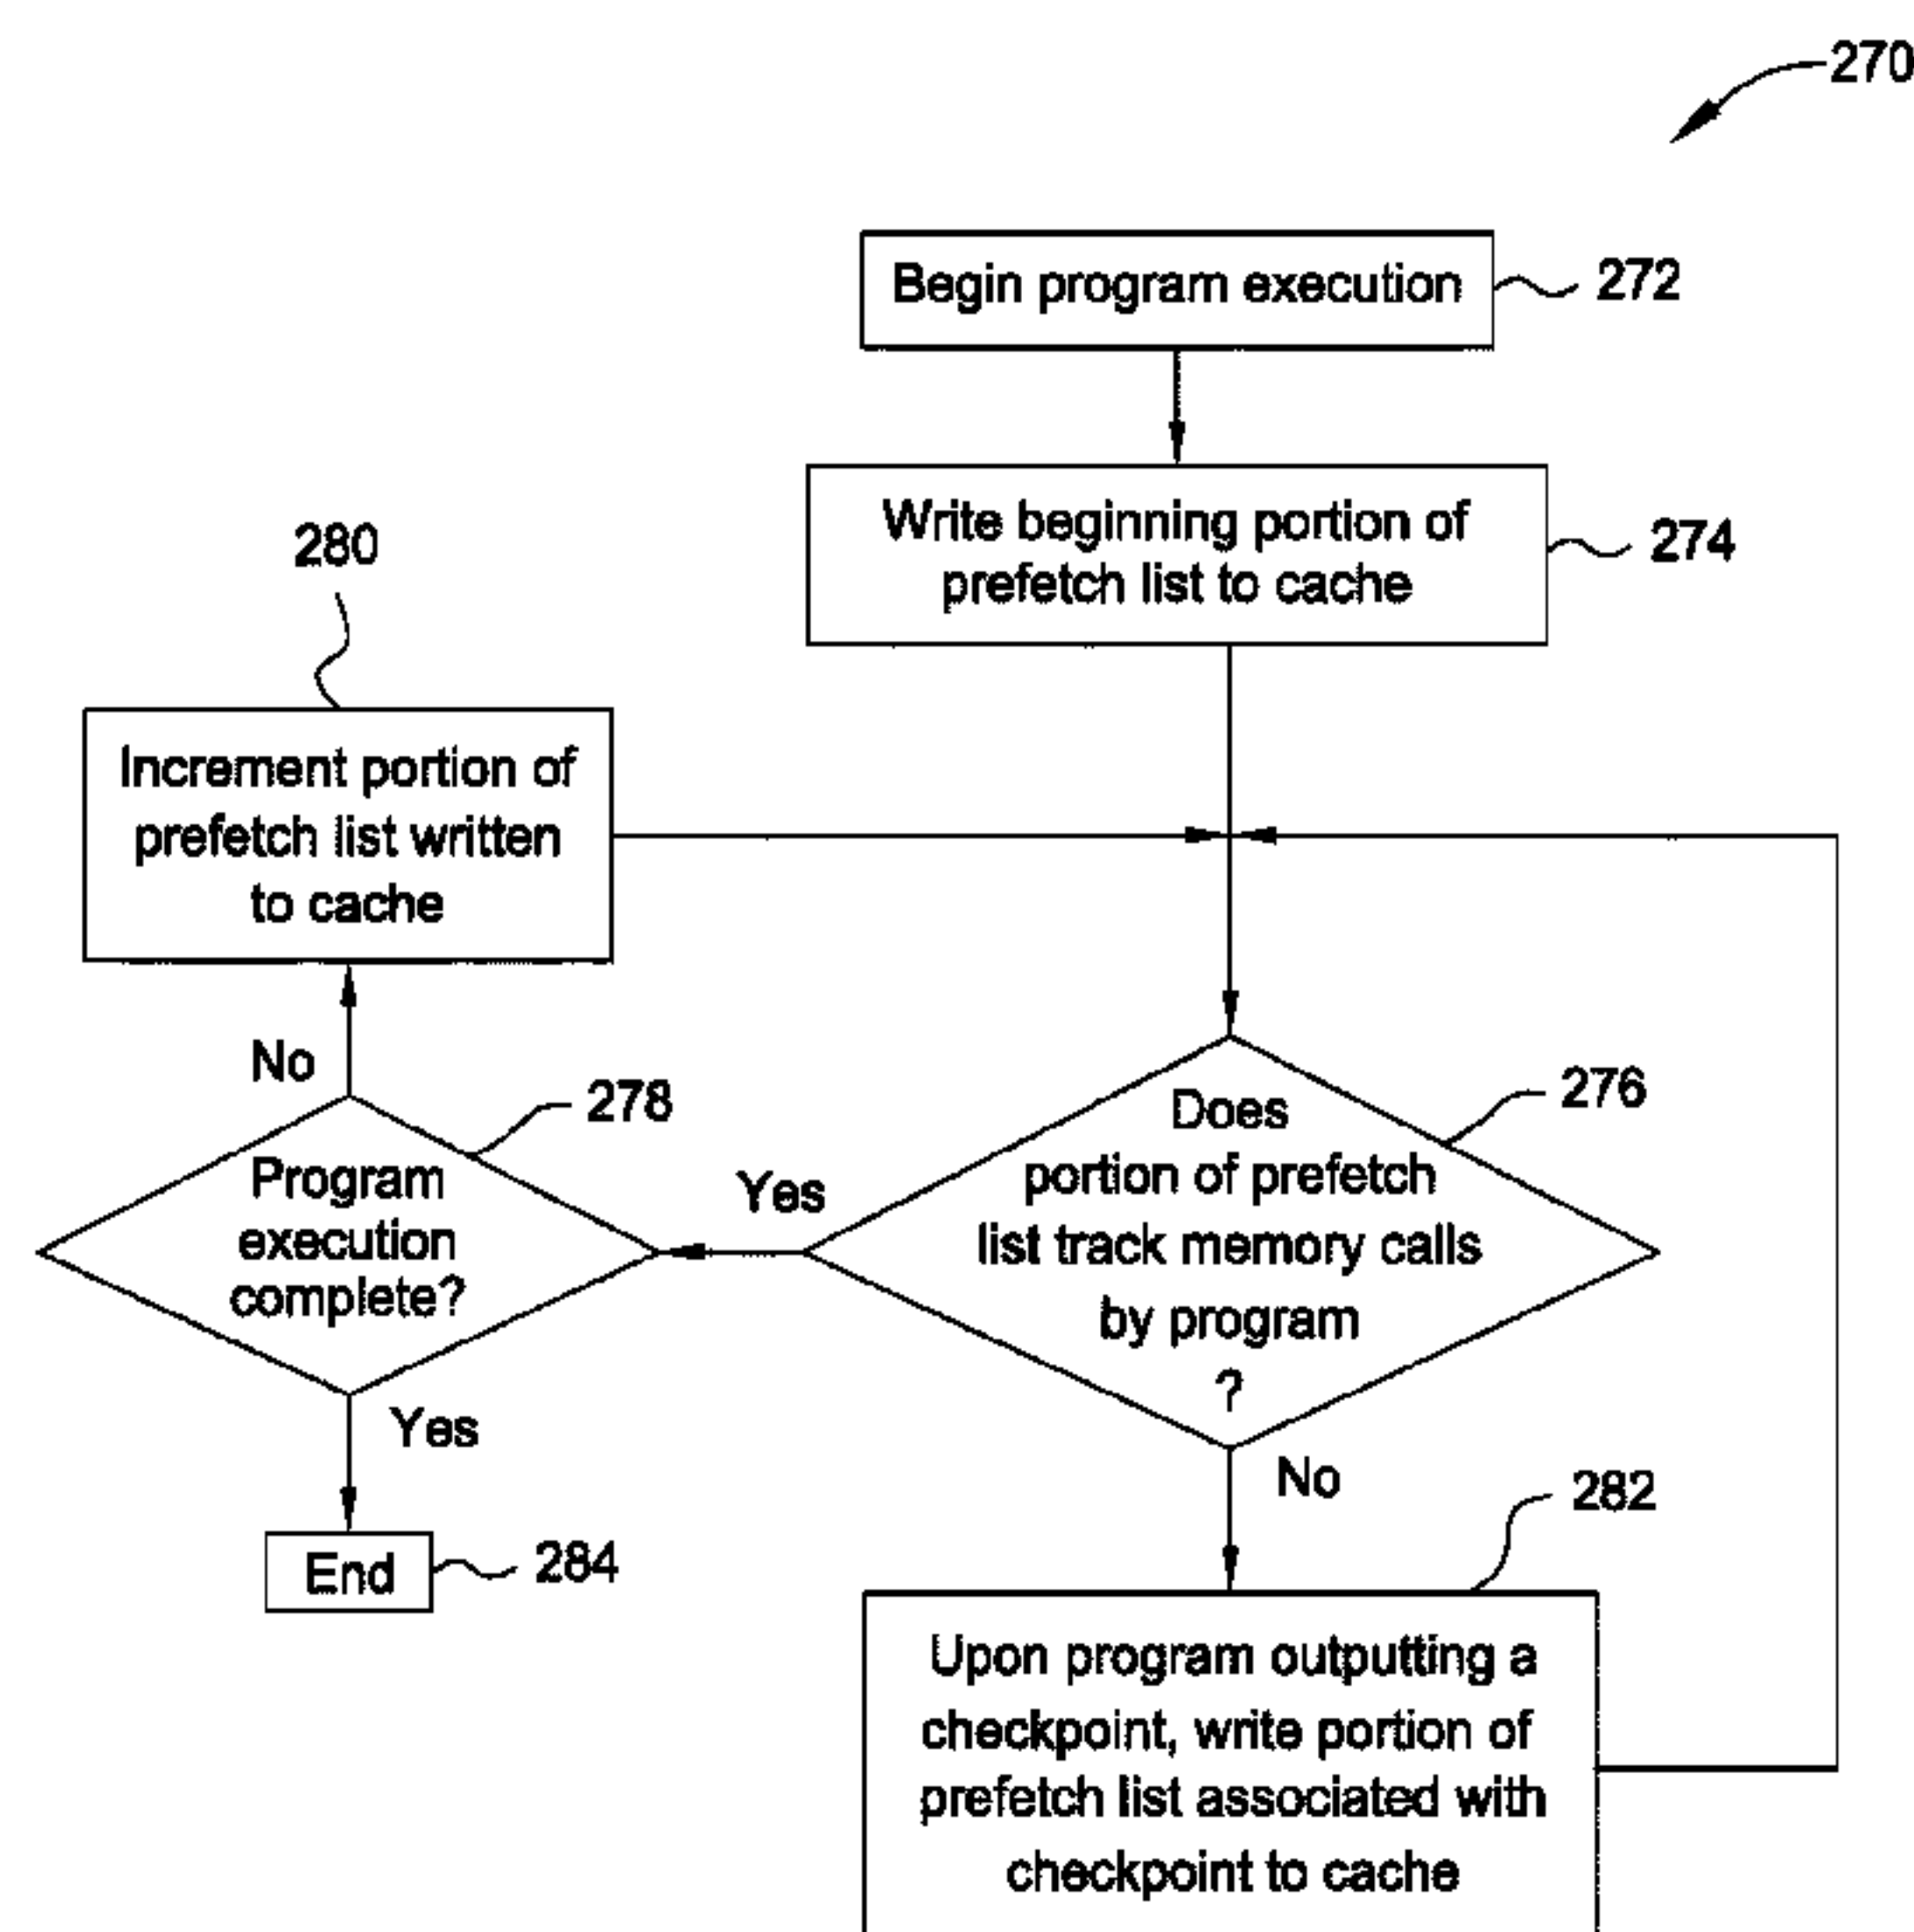 270
Begin program execution
272
Write beginning portion of
prefetch list to cache
274
280
Increment portion of
prefetch list written
to cache
No
278
Program
execution
complete?
Yes
Does
portion of prefetch
list track memory calls
by program
?
276
Yes
End
284
No
282
Upon program outputting a
checkpoint, write portion of
prefetch list associated with
checkpoint to cache